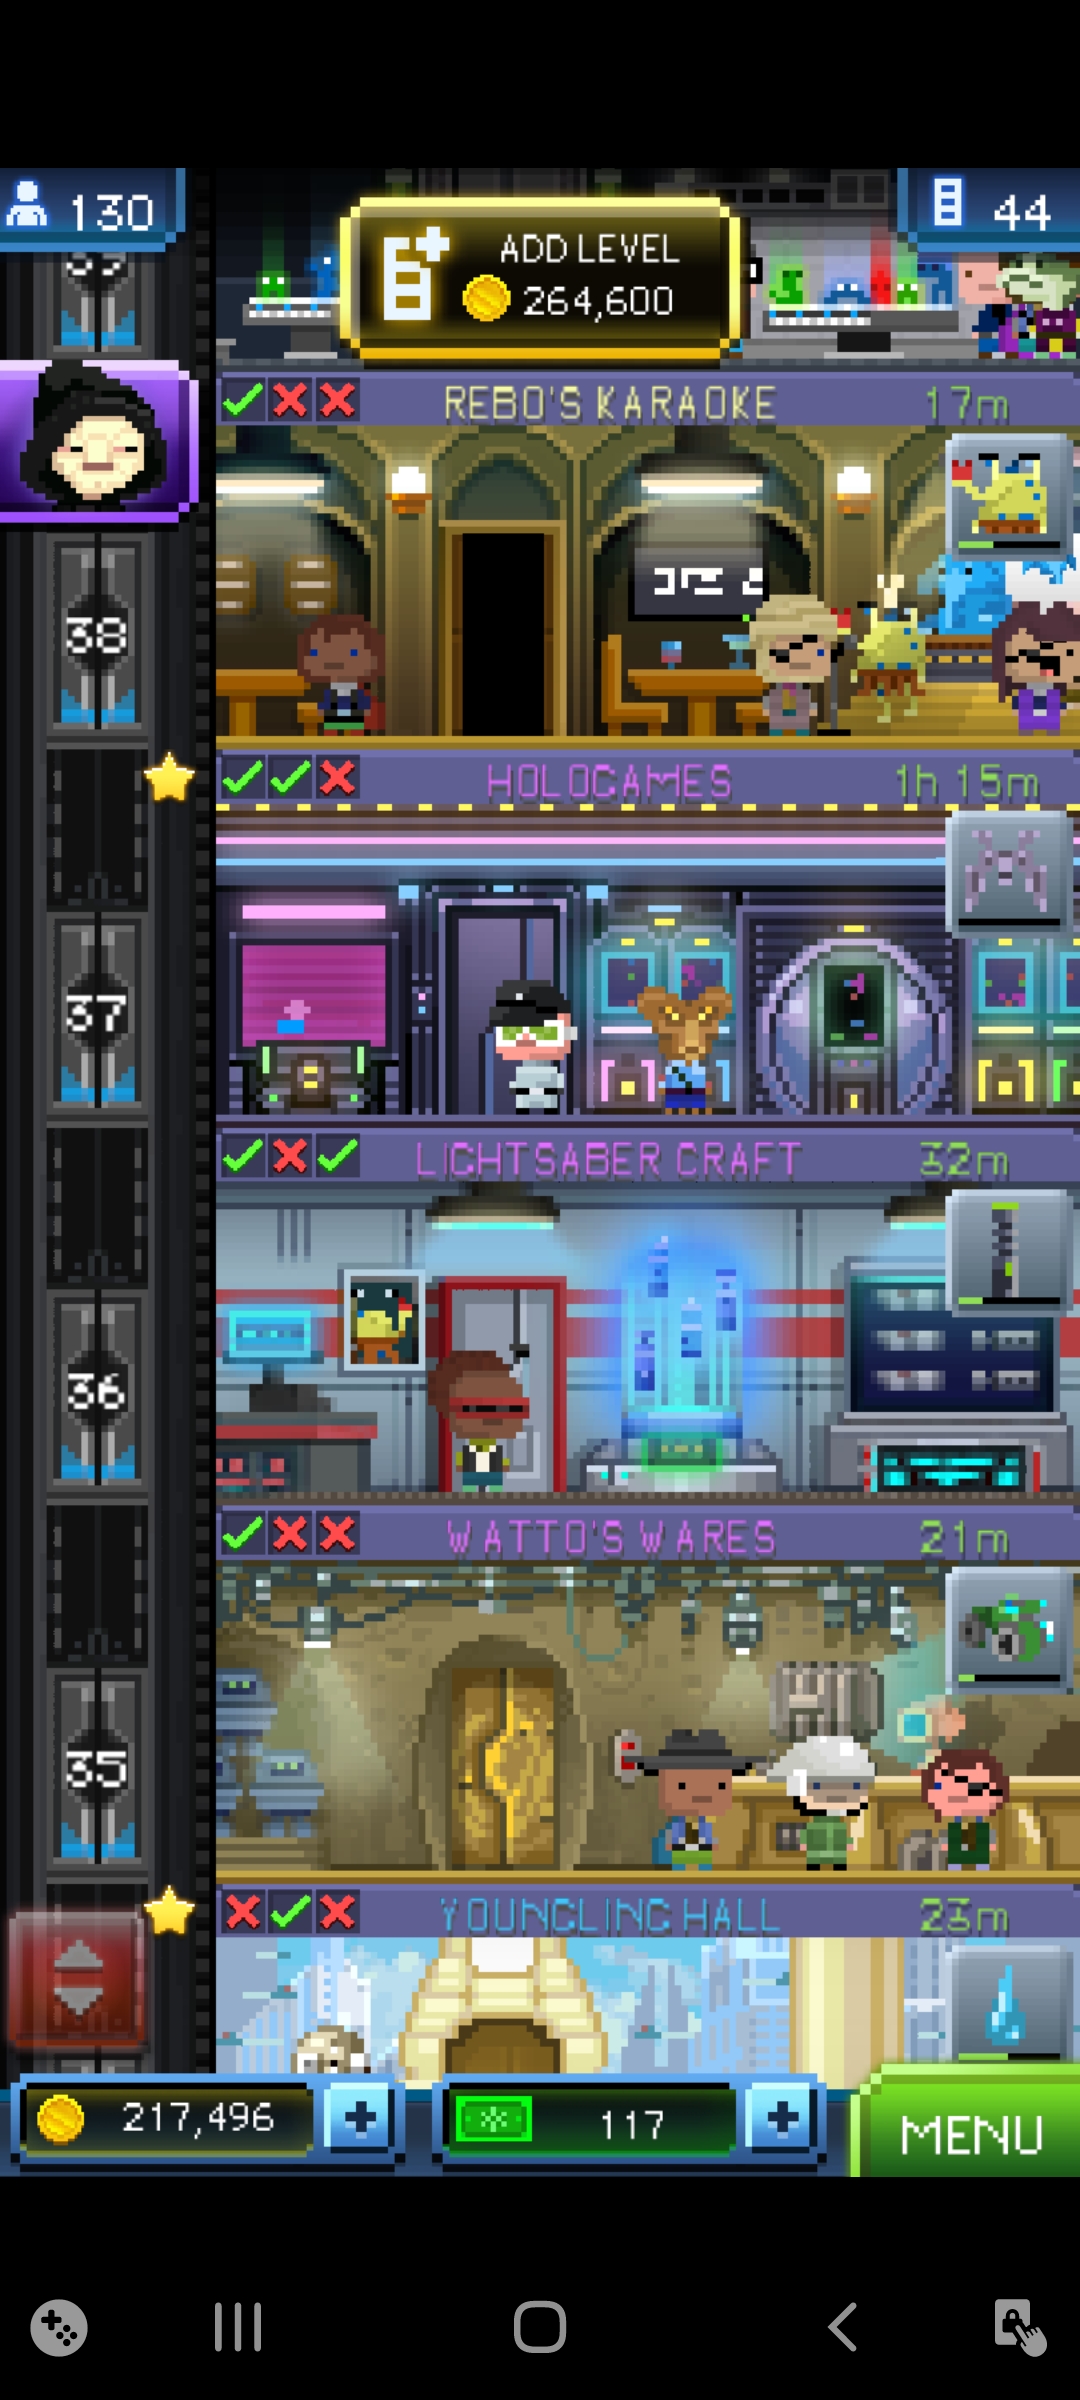 130
ADD LEVEL
264,600
44
REBO'S KARAOKE
17m
38
HOLOGAMES
1h 15m
37
LIGHTSABER CRAFT
32m
36
WATTO'S WARES
21m
35
YOUNGLING HALL
23m
217,496
117
MENU